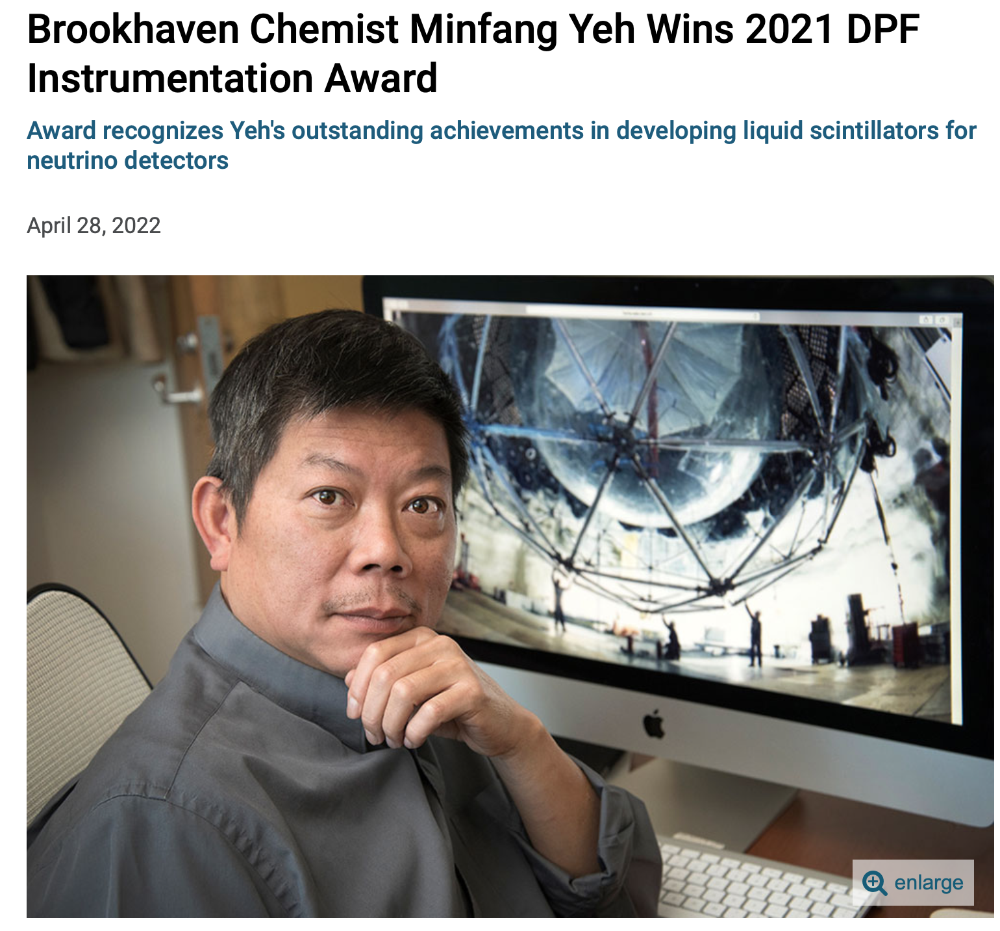 Brookhaven Chemist Minfang Yeh Wins 2021 DPF
Instrumentation Award
Award recognizes Yeh's outstanding achievements in developing liquid scintillators for
neutrino detectors
April 28, 2022
enlarge